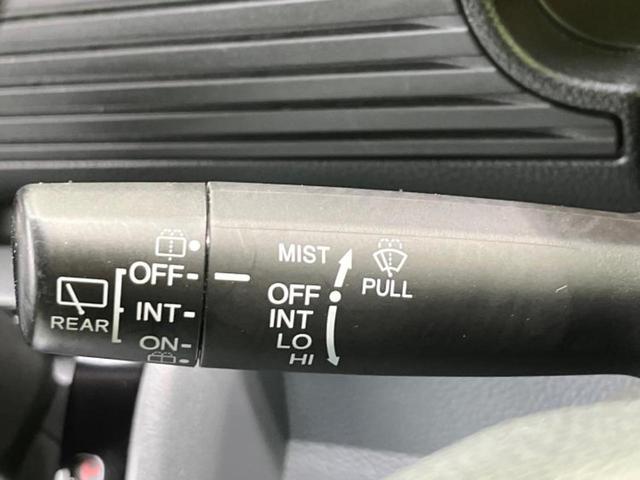 REAR
OFF
INT
ON
MIST
OFF
INT
LO
HI
PULL